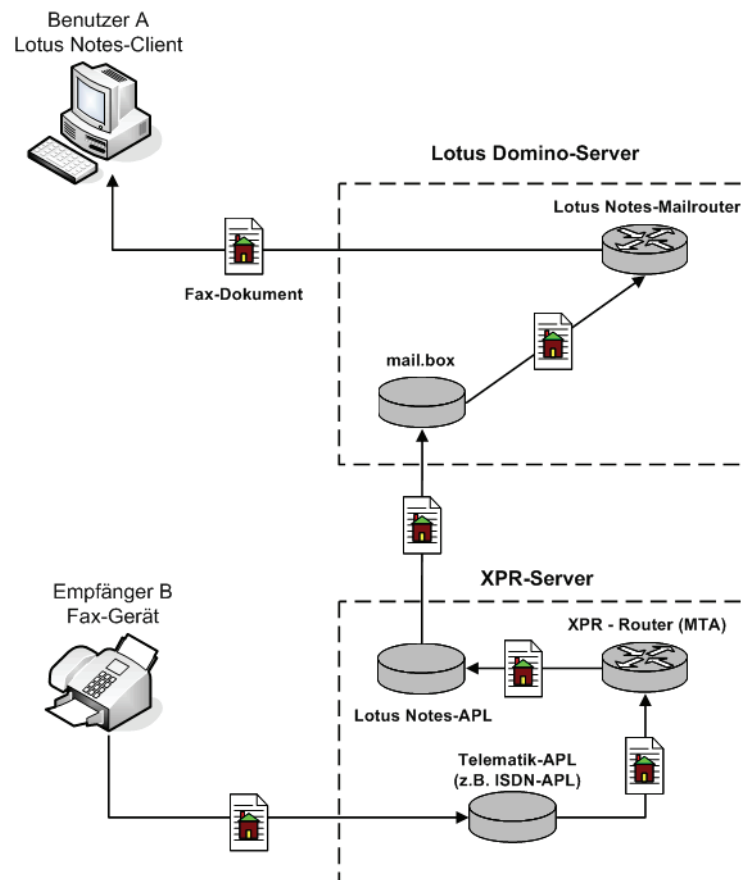 Benutzer A
Lotus Notes-Client
Lotus Domino-Server
Lotus Notes-Mailrouter
Fax-Dokument
mail.box
XPR-Server
Empfänger B
Fax-Gerät
XPR - Router (MTA)
Lotus Notes-APL
Telematik-APL
(z.B. ISDN-APL)